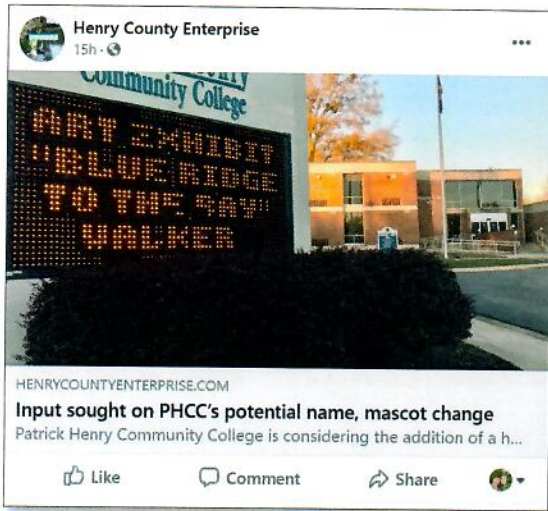 Henry County Enterprise
15h ·
Community College
ART EXHIBIT
"BLUE RIDGE
TO THE BAY"
WALKER
HENRYCOUNTYENTERPRISE.COM
Input sought on PHCC's potential name, mascot change
Patrick Henry Community College is considering the addition of a h...
Like Comment Share